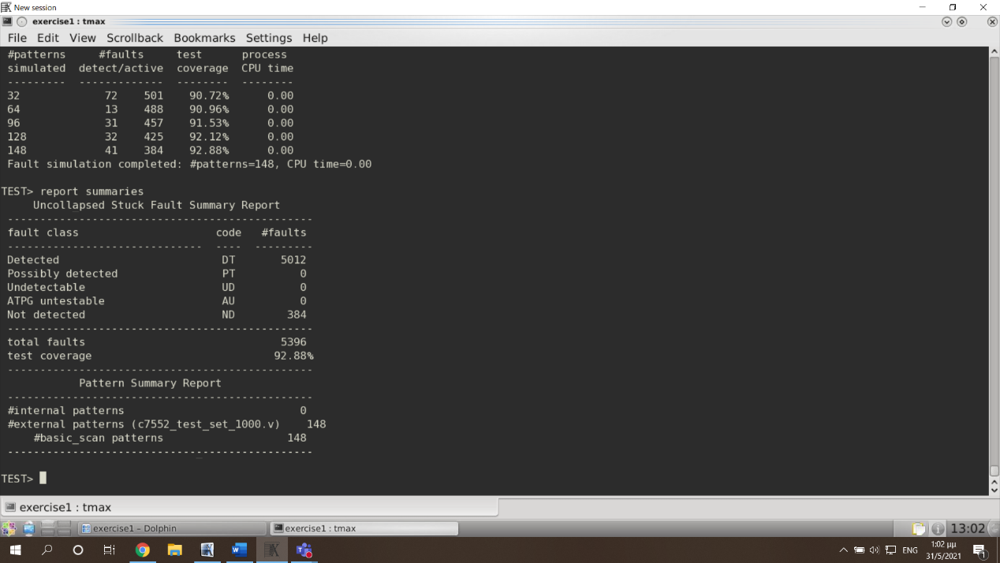 New session
exercise1 : tmax
File Edit View Scrollback Bookmarks Settings Help
#patterns #faults test process
simulated detect/active coverage CPU time
--------- ------------- -------- --------
32 72 501 90.72% 0.00
64 13 488 90.96% 0.00
96 31 457 91.53% 0.00
128 32 425 92.12% 0.00
148 41 384 92.88% 0.00
Fault simulation completed: #patterns=148, CPU time=0.00
TEST> report summaries
Uncollapsed Stuck Fault Summary Report
-----------------------------------------------
fault class code #faults
------------------------------ ---- ---------
Detected DT 5012
Possibly detected PT 0
Undetectable UD 0
ATPG untestable AU 0
Not detected ND 384
-----------------------------------------------
total faults 5396
test coverage 92.88%
-----------------------------------------------
Pattern Summary Report
-----------------------------------------------
#internal patterns 0
#external patterns (c7552_test_set_1000.v) 148
#basic_scan patterns 148
-----------------------------------------------
TEST>
exercise1 : tmax
exercise1 – Dolphin exercise1 : tmax 13:02
ENG 1:02 μμ
31/5/2021 1